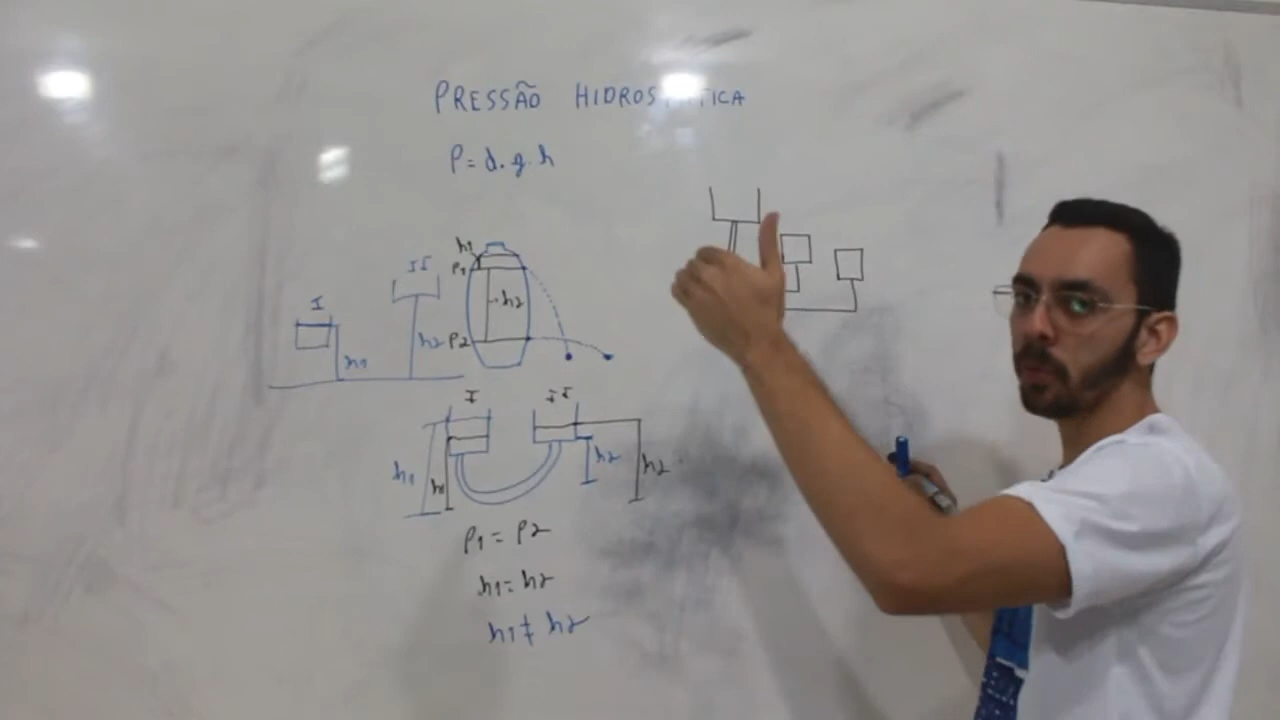 PRESSÃO HIDROSTÁTICA
P = d.g.h
h1
P1
h2
P2
I
II
h1
h2
I
II
h1
h1
h2
h2
P1 = P2
h1 = h2
h1 ≠ h2